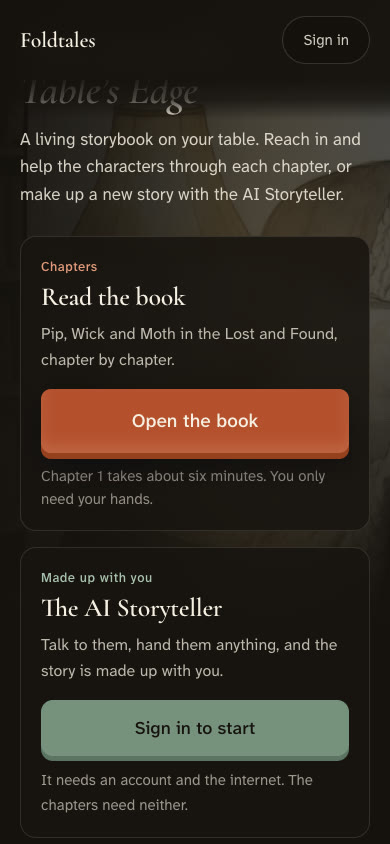 Foldtales
Sign in
Table's Edge
A living storybook on your table. Reach in and
help the characters through each chapter, or
make up a new story with the AI Storyteller.
Chapters
Read the book
Pip, Wick and Moth in the Lost and Found,
chapter by chapter.
Open the book
Chapter 1 takes about six minutes. You only
need your hands.
Made up with you
The AI Storyteller
Talk to them, hand them anything, and the
story is made up with you.
Sign in to start
It needs an account and the internet. The
chapters need neither.